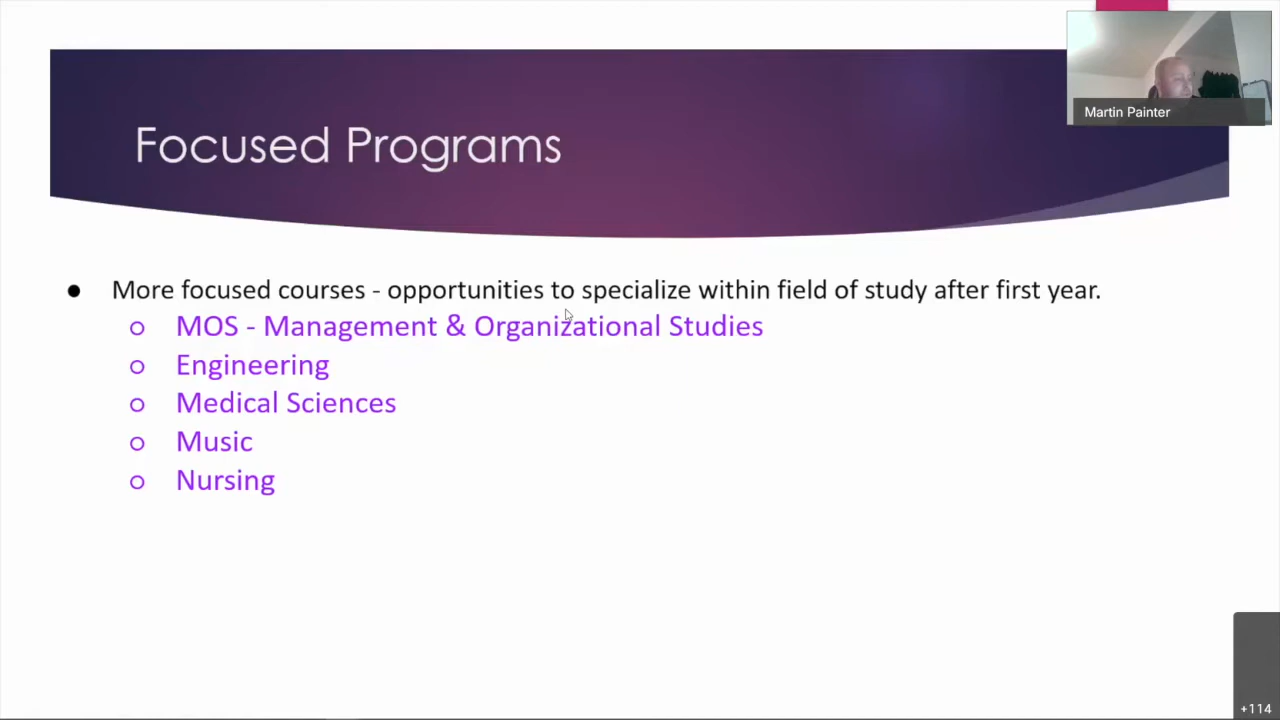 Martin Painter
Focused Programs
● More focused courses - opportunities to specialize within field of study after first year.
○ MOS - Management & Organizational Studies
○ Engineering
○ Medical Sciences
○ Music
○ Nursing
+114